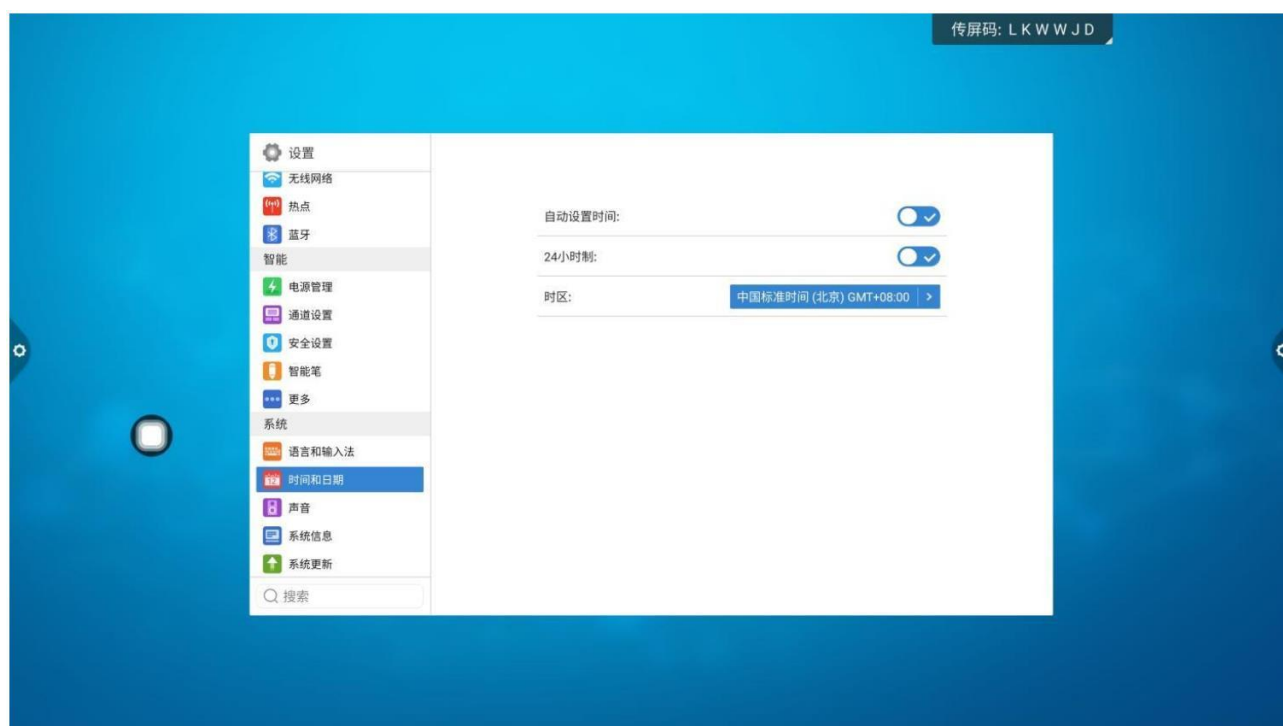 传屏码: L K W W J D
设置
无线网络
热点
蓝牙
智能
电源管理
通道设置
安全设置
智能笔
更多
系统
语言和输入法
12 时间和日期
声音
系统信息
系统更新
搜索
自动设置时间:
24小时制:
时区: 中国标准时间 (北京) GMT+08:00 >